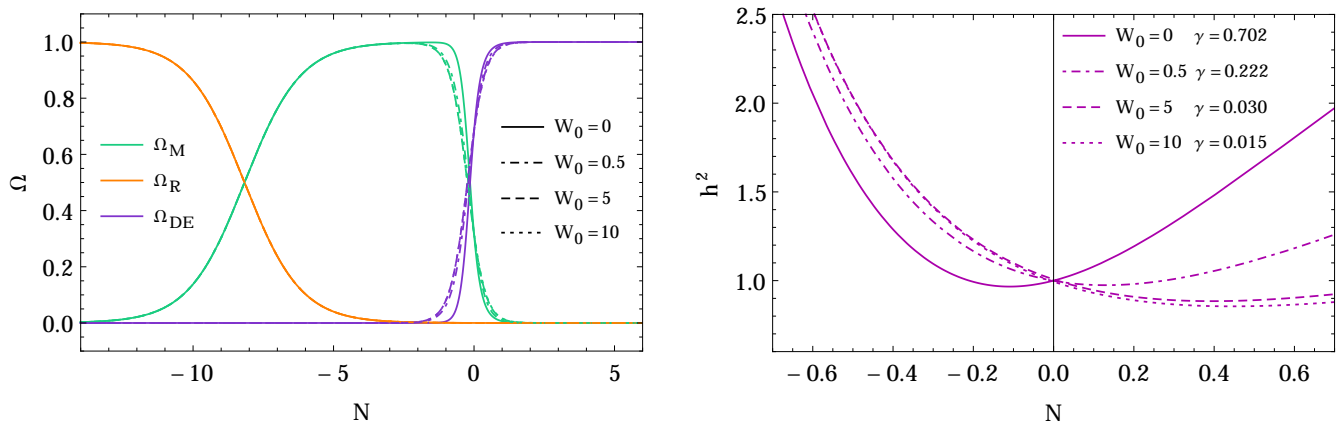 1.0
0.8
0.6
0.4
0.2
0.0
Ω
Ω_M
Ω_R
Ω_DE
W_0 = 0
W_0 = 0.5
W_0 = 5
W_0 = 10
−10 −5 0 5
N
2.5
2.0
1.5
1.0
h^2
W_0 = 0 γ = 0.702
W_0 = 0.5 γ = 0.222
W_0 = 5 γ = 0.030
W_0 = 10 γ = 0.015
−0.6 −0.4 −0.2 0.0 0.2 0.4 0.6
N